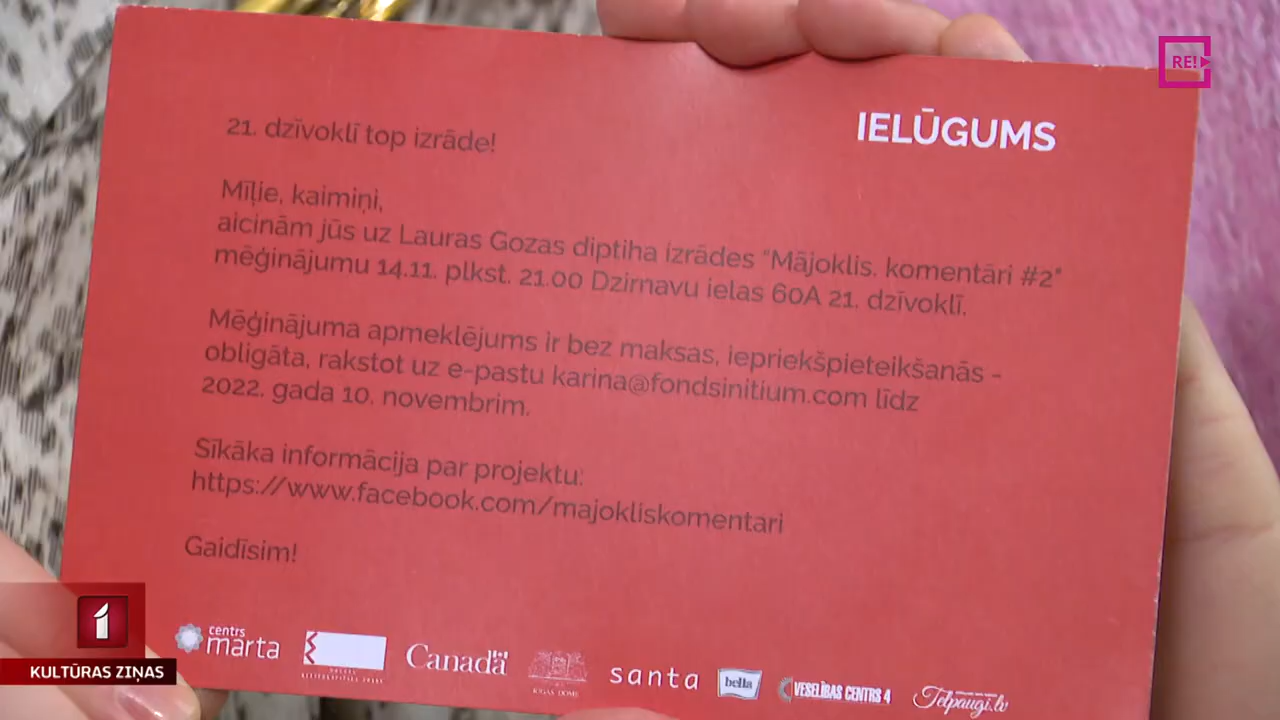 RE!
IELŪGUMS
21. dzīvoklī top izrāde!
Mīļie, kaimiņi,
aicinām jūs uz Lauras Gozas diptiha izrādes "Mājoklis. komentāri #2"
mēģinājumu 14.11. plkst. 21.00 Dzirnavu ielas 60A 21. dzīvoklī.
Mēģinājuma apmeklējums ir bez maksas, iepriekšpieteikšanās -
obligāta, rakstot uz e-pastu karina@fondsinitium.com līdz
2022. gada 10. novembrim.
Sīkāka informācija par projektu:
https://www.facebook.com/majokliskomentari
Gaidīsim!
centrs
marta
Canada
RĪGAS DOME
santa
bella
VESELĪBAS CENTRS 4
Telpaugi.lv
1
KULTŪRAS ZIŅAS